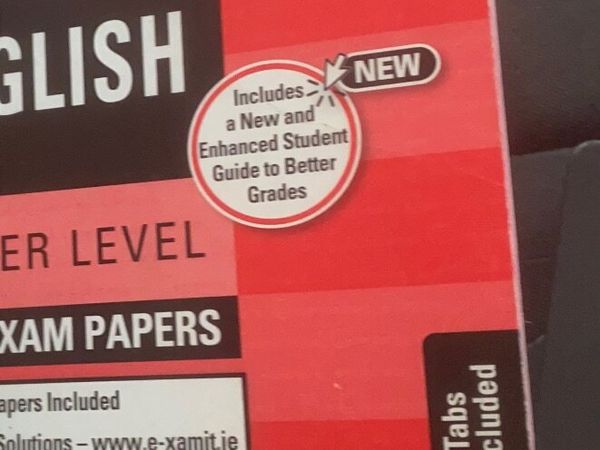 GLISH
NEW
Includes
a New and
Enhanced Student
Guide to Better
Grades
ER LEVEL
XAM PAPERS
apers Included
Solutions – www.e-xamit.ie
Tabs
cluded